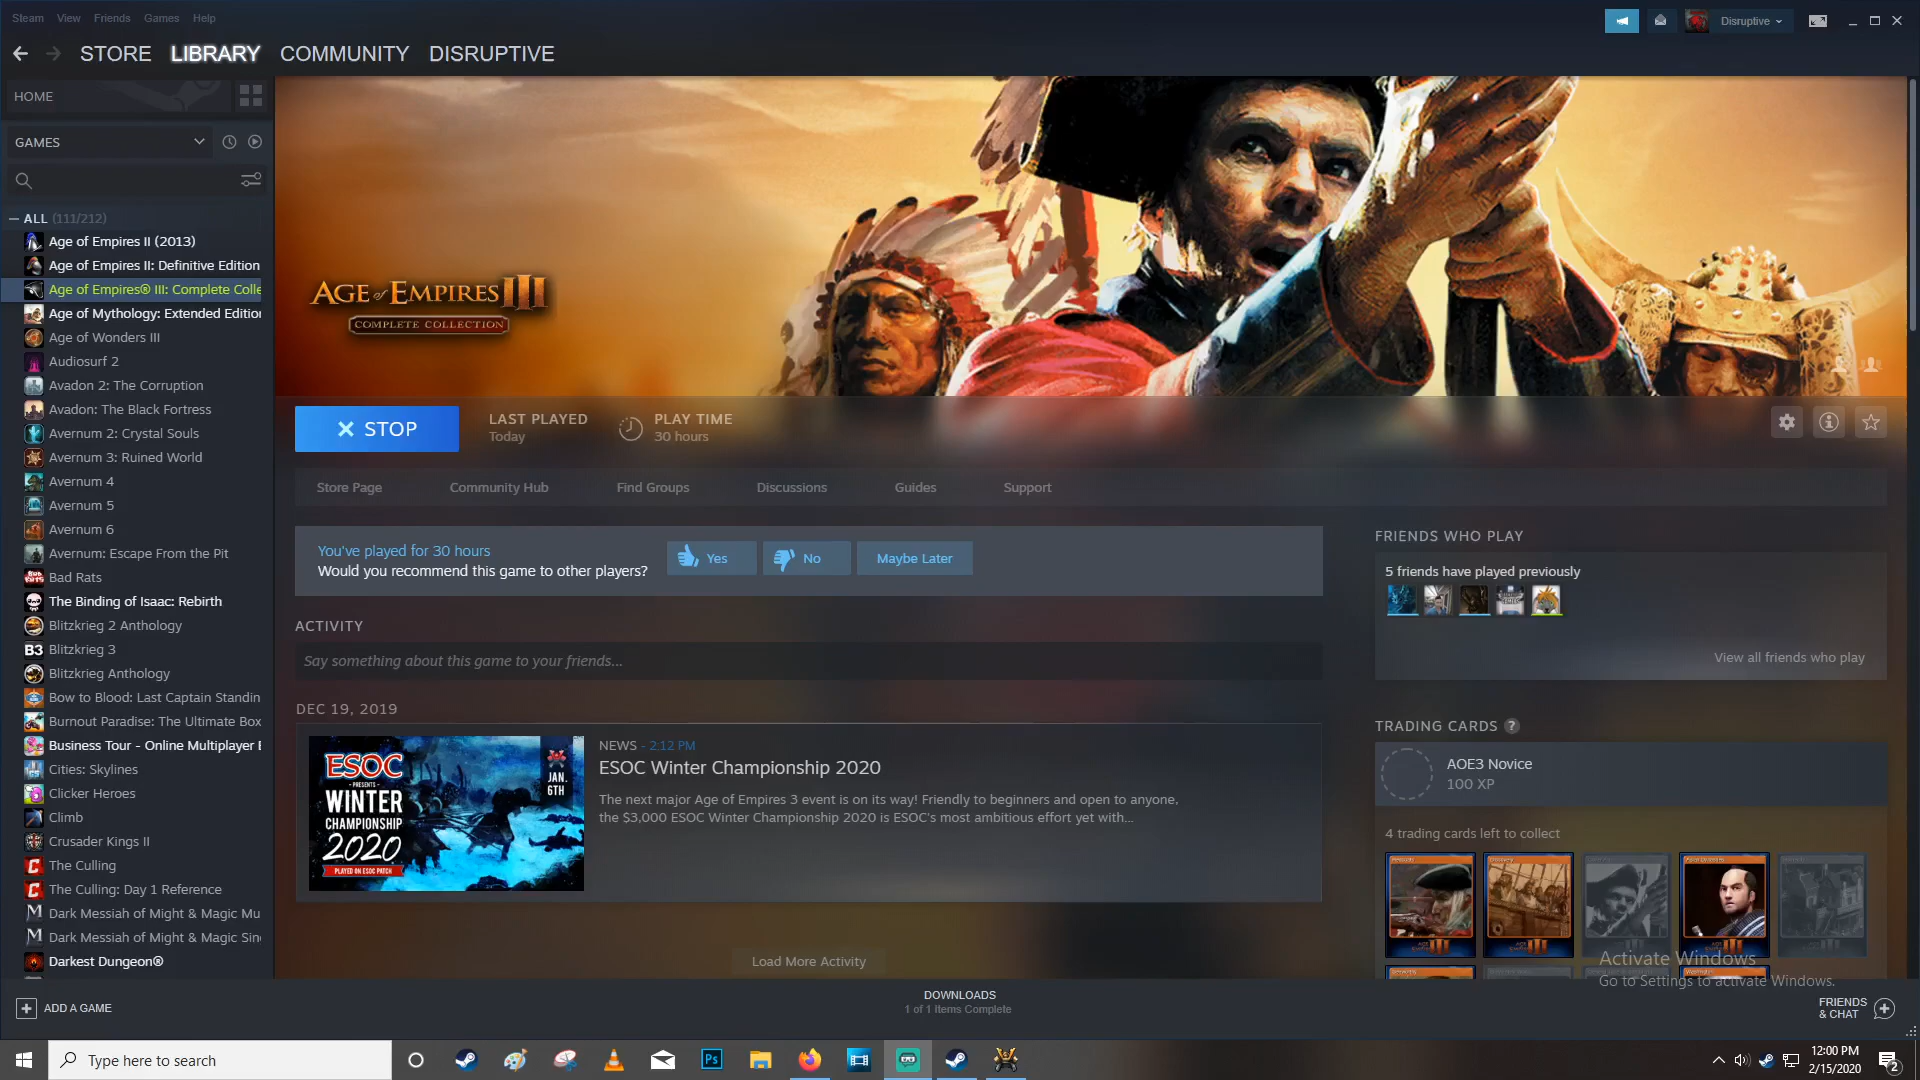 Steam View Friends Games Help
Disruptive
STORE LIBRARY COMMUNITY DISRUPTIVE
HOME
GAMES
ALL (111/212)
Age of Empires II (2013)
Age of Empires II: Definitive Edition
Age of Empires® III: Complete Colle
Age of Mythology: Extended Edition
Age of Wonders III
Audiosurf 2
Avadon 2: The Corruption
Avadon: The Black Fortress
Avernum 2: Crystal Souls
Avernum 3: Ruined World
Avernum 4
Avernum 5
Avernum 6
Avernum: Escape From the Pit
Bad Rats
The Binding of Isaac: Rebirth
Blitzkrieg 2 Anthology
B3 Blitzkrieg 3
Blitzkrieg Anthology
Bow to Blood: Last Captain Standin
Burnout Paradise: The Ultimate Box
Business Tour - Online Multiplayer
Cities: Skylines
Clicker Heroes
Climb
Crusader Kings II
The Culling
The Culling: Day 1 Reference
Dark Messiah of Might & Magic Mu
Dark Messiah of Might & Magic Sin
Darkest Dungeon®
AGE of EMPIRES III
COMPLETE COLLECTION
STOP
LAST PLAYED
Today
PLAY TIME
30 hours
Store Page Community Hub Find Groups Discussions Guides Support
You've played for 30 hours
Would you recommend this game to other players?
Yes No Maybe Later
ACTIVITY
Say something about this game to your friends...
DEC 19, 2019
ESOC
PRESENTS
WINTER
CHAMPIONSHIP
2020
PLAYED ON ESOC PATCH
JAN.
6TH
NEWS - 2:12 PM
ESOC Winter Championship 2020
The next major Age of Empires 3 event is on its way! Friendly to beginners and open to anyone,
the $3,000 ESOC Winter Championship 2020 is ESOC's most ambitious effort yet with...
Load More Activity
FRIENDS WHO PLAY
5 friends have played previously
View all friends who play
TRADING CARDS ?
AOE3 Novice
100 XP
4 trading cards left to collect
Activate Windows
Go to Settings to activate Windows.
ADD A GAME
DOWNLOADS
1 of 1 Items Complete
FRIENDS
& CHAT
Type here to search
Ps
12:00 PM
2/15/2020
2